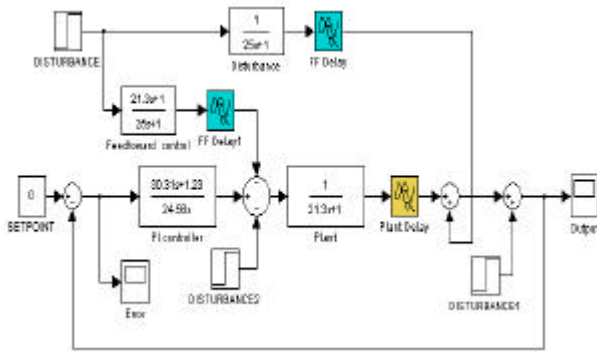 1
25s+1
DISTURBANCE
Disturbance
FF Delay
21.3s+1
25s+1
Feedforward control
FF Delay1
0
SETPOINT
30.31s+1.23
24.58s
PI controller
1
21.3s+1
Plant
Plant Delay
Output
DISTURBANCE2
DISTURBANCE1
Error